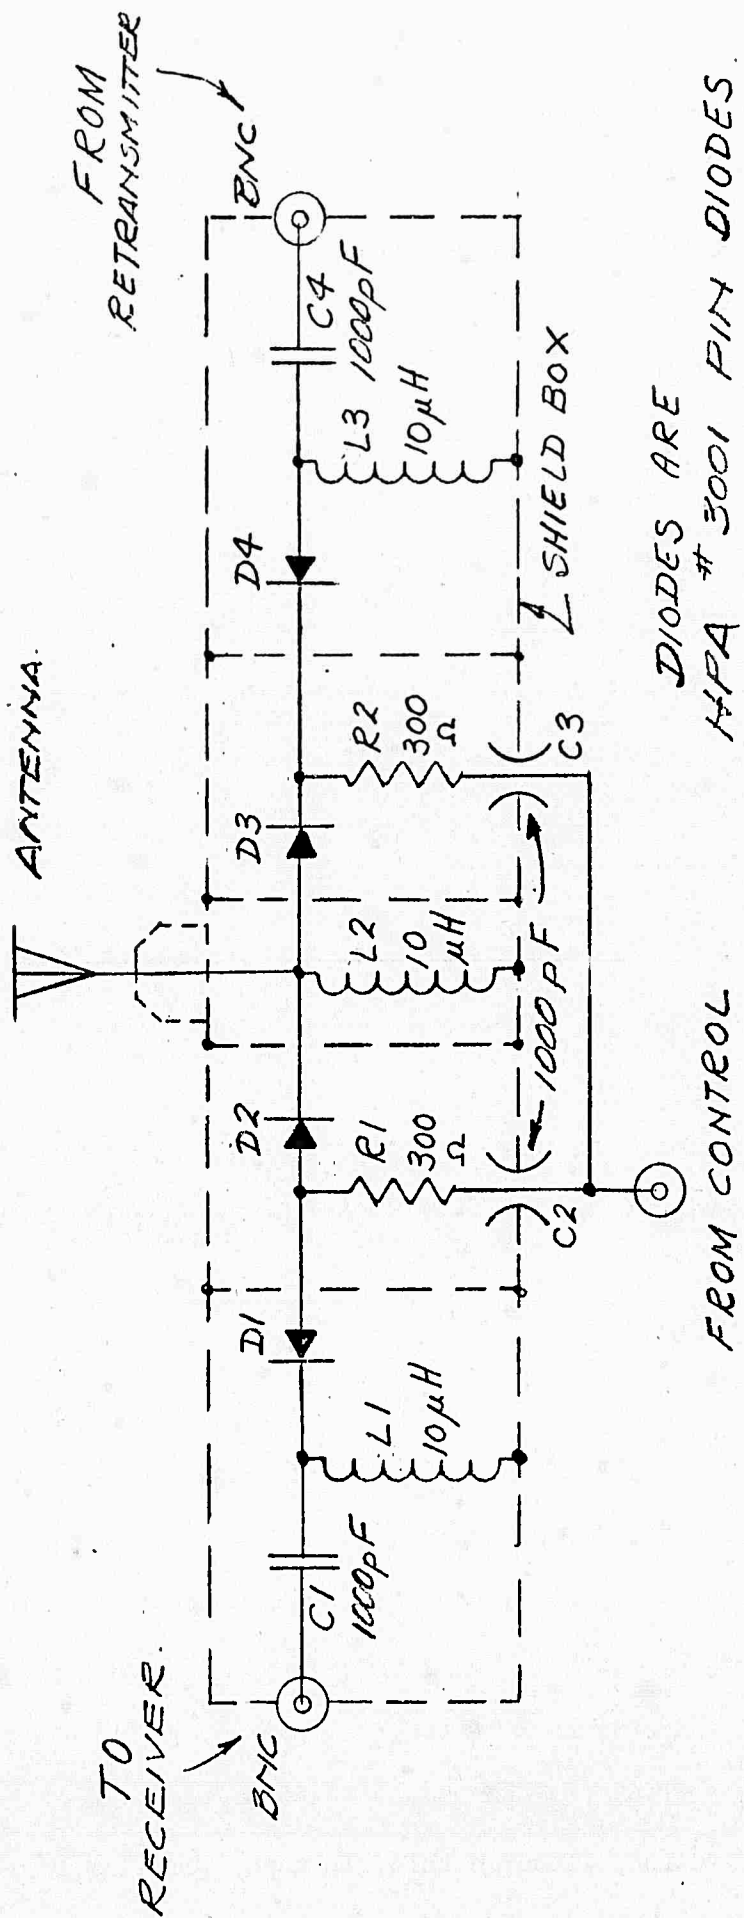 ANTENNA.
TO
RECEIVER.
BNC
FROM
RETRANSMITTER
BNC
C1
1000pF
L1
10µH
D1
D2
R1
300
Ω
C2
L2
10
µH
D3
R2
300
Ω
C3
1000pF
D4
L3
10µH
C4
1000pF
SHIELD BOX
FROM CONTROL
DIODES ARE
HPA # 3001 PIN DIODES.